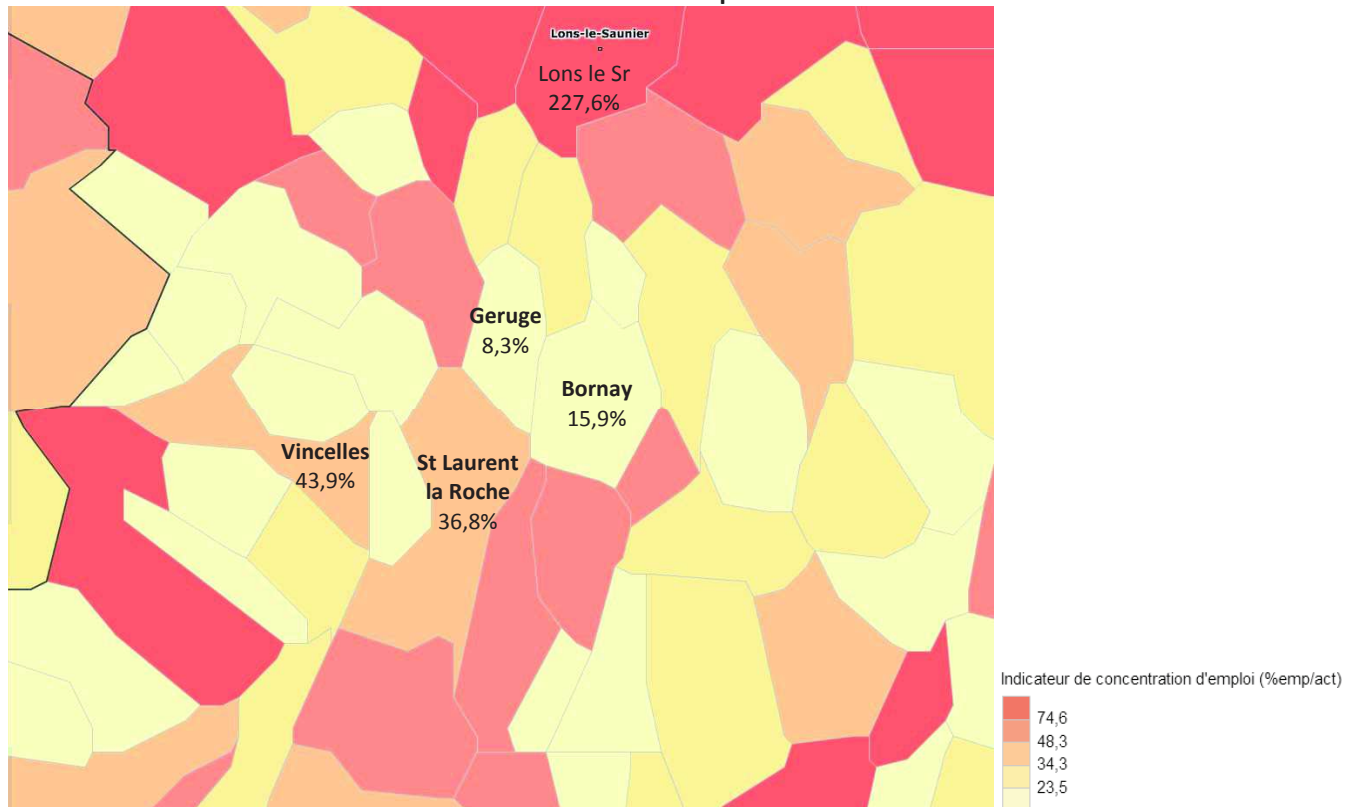 Lons-le-Saunier
Lons le Sr
227,6%
Geruge
8,3%
Bornay
15,9%
Vincelles
43,9%
St Laurent
la Roche
36,8%
Indicateur de concentration d'emploi (%emp/act)
74,6
48,3
34,3
23,5